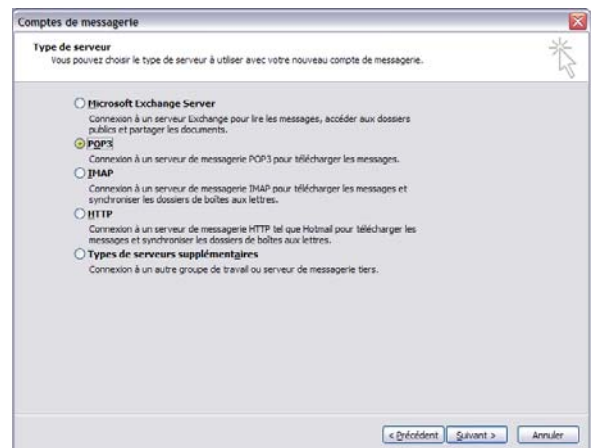 Comptes de messagerie
Type de serveur
Vous pouvez choisir le type de serveur à utiliser avec votre nouveau compte de messagerie.
Microsoft Exchange Server
Connexion à un serveur Exchange pour lire les messages, accéder aux dossiers
publics et partager les documents.
POP3
Connexion à un serveur de messagerie POP3 pour télécharger les messages.
IMAP
Connexion à un serveur de messagerie IMAP pour télécharger les messages et
synchroniser les dossiers de boîtes aux lettres.
HTTP
Connexion à un serveur de messagerie HTTP tel que Hotmail pour télécharger les
messages et synchroniser les dossiers de boîtes aux lettres.
Types de serveurs supplémentaires
Connexion à un autre groupe de travail ou serveur de messagerie tiers.
< Précédent Suivant > Annuler